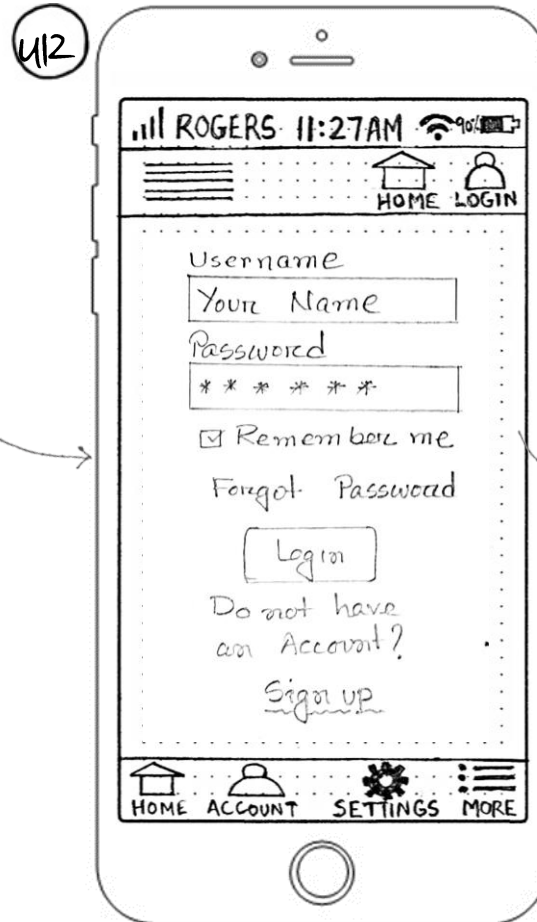 UI2
ROGERS 11:27AM 90%
HOME LOGIN
Username
Your Name
Password
* * * * * *
Remember me
Forgot Password
Login
Do not have
an Account?
Sign up
HOME ACCOUNT SETTINGS MORE